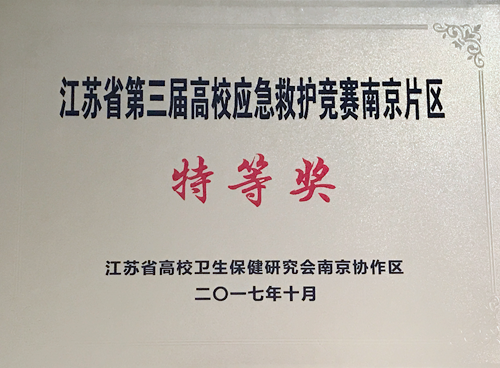 江苏省第三届高校应急救护竞赛南京片区
特等奖
江苏省高校卫生保健研究会南京协作区
二〇一七年十月